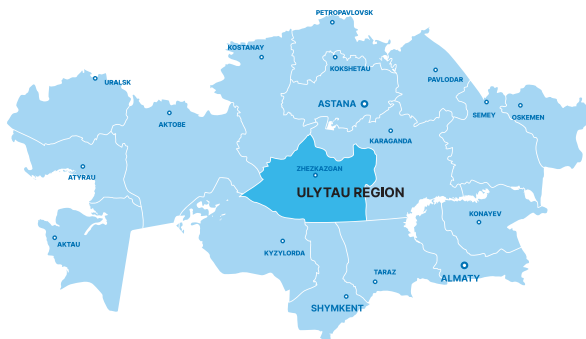 PETROPAVLOVSK
KOSTANAY
KOKSHETAU
PAVLODAR
URALSK
ASTANA
SEMEY
OSKEMEN
AKTOBE
KARAGANDA
ZHEZKAZGAN
ATYRAU
ULYTAU REGION
KONAYEV
AKTAU
KYZYLORDA
TARAZ
ALMATY
SHYMKENT